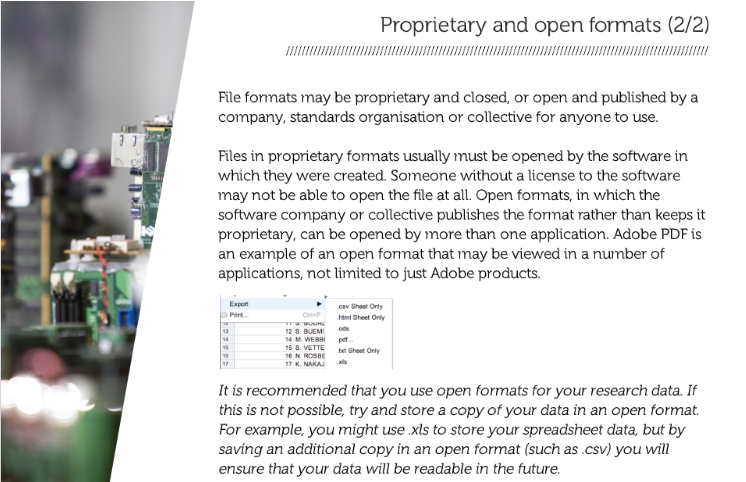 Proprietary and open formats (2/2)
File formats may be proprietary and closed, or open and published by a
company, standards organisation or collective for anyone to use.
Files in proprietary formats usually must be opened by the software in
which they were created. Someone without a license to the software
may not be able to open the file at all. Open formats, in which the
software company or collective publishes the format rather than keeps it
proprietary, can be opened by more than one application. Adobe PDF is
an example of an open format that may be viewed in a number of
applications, not limited to just Adobe products.
Export
Print... Ctrl+P
13 12 S. BUEMI
14 14 M. WEBBE
15 15 S. VETTE
16 16 N. ROSBE
17 17 K. NAKAJ
.csv Sheet Only
.html Sheet Only
.ods
.pdf...
.txt Sheet Only
.xls
It is recommended that you use open formats for your research data. If
this is not possible, try and store a copy of your data in an open format.
For example, you might use .xls to store your spreadsheet data, but by
saving an additional copy in an open format (such as .csv) you will
ensure that your data will be readable in the future.